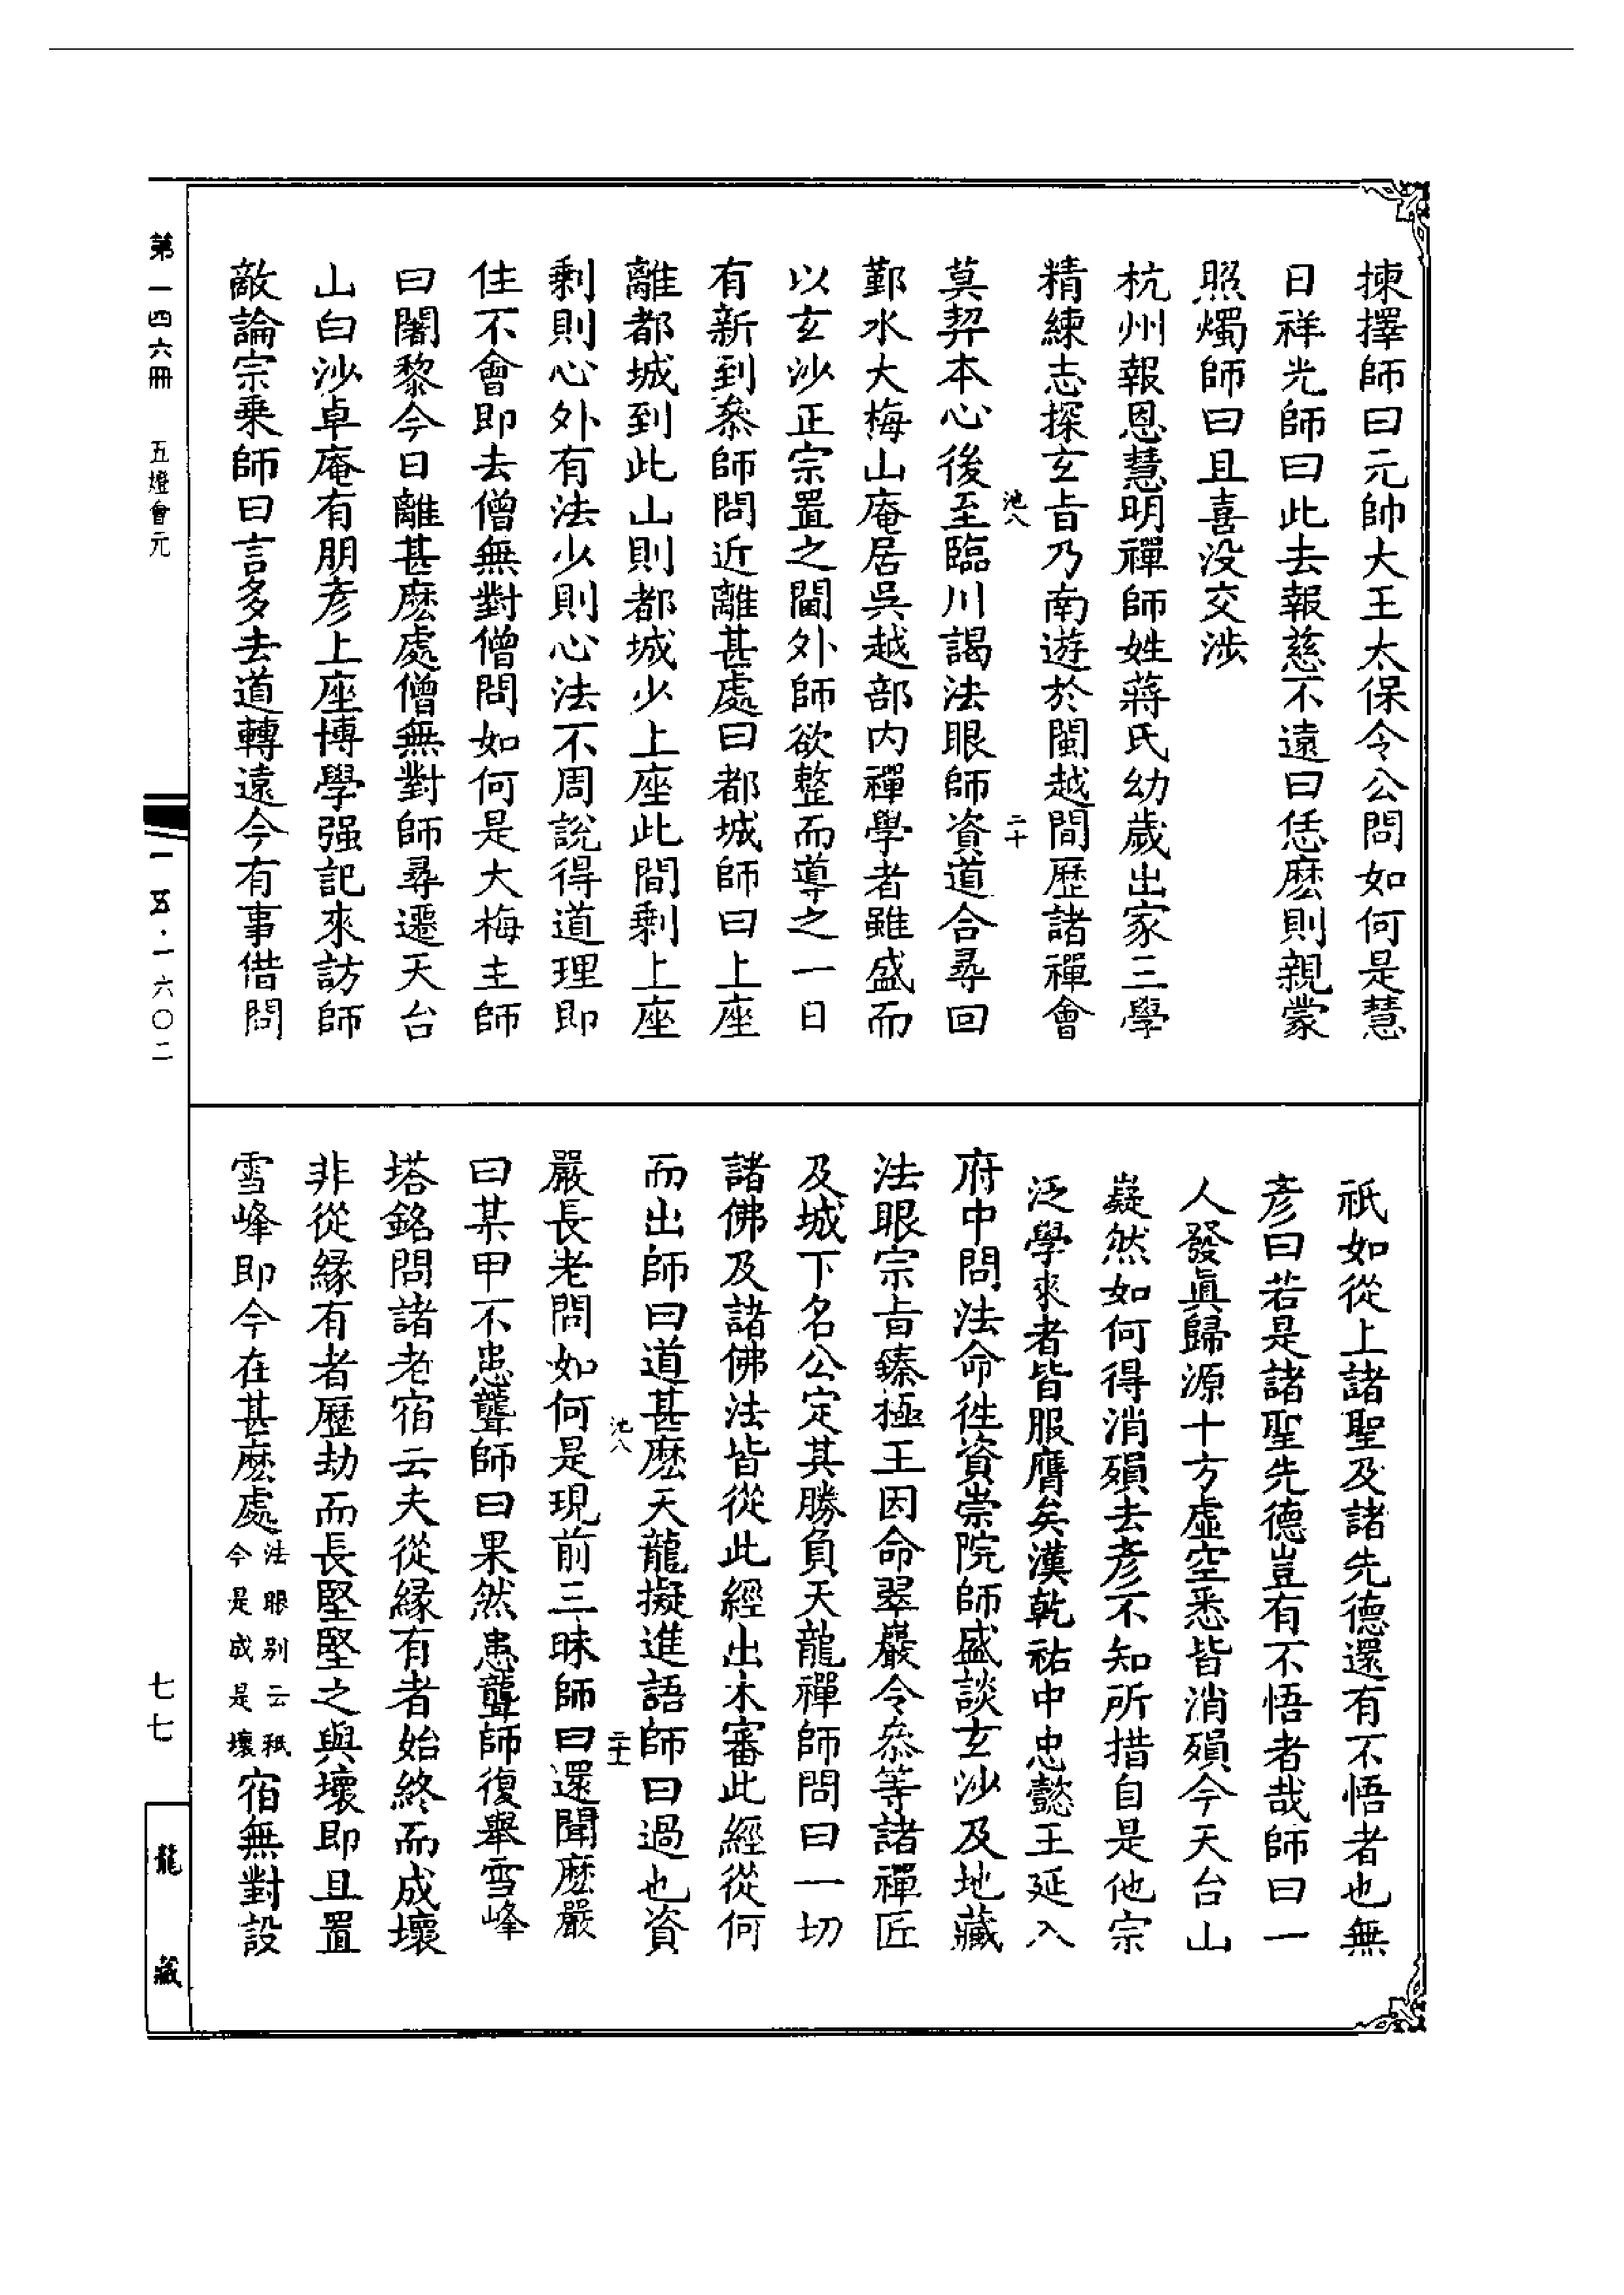 揀擇師曰元帥大王太保令公問如何是慧
日祥光師曰此去報慈不遠曰恁麽則親蒙
照燭師曰且喜没交涉
杭州報恩慧明禪師姓蔣氏幼歲出家三學
精練志探玄旨乃南遊於閩越間歷諸禪會
池八 二十
莫契本心後至臨川謁法眼師資道合尋回
鄞水大梅山庵居吳越部内禪學者雖盛而
以玄沙正宗置之閫外師欲整而導之一日
有新到叅師問近離甚處曰都城師曰上座
離都城到此山則都城少上座此間剩上座
剩則心外有法少則心法不周說得道理即
住不會即去僧無對僧問如何是大梅主師
曰闍黎今日離甚麽處僧無對師尋遷天台
山白沙卓庵有朋彥上座博學强記來訪師
敵論宗乘師曰言多去道轉遠今有事借問
祇如從上諸聖及諸先德還有不悟者也無
彥曰若是諸聖先德豈有不悟者哉師曰一
人發眞歸源十方虛空悉皆消殞今天台山
嶷然如何得消殞去彥不知所措自是他宗
泛學來者皆服膺矣漢乾祐中忠懿王延入
府中問法命徃資崇院師盛談玄沙及地藏
法眼宗旨臻極王因命翠巖令叅等諸禪匠
及城下名公定其勝負天龍禪師問曰一切
諸佛及諸佛法皆從此經出未審此經從何
而出師曰道甚麽天龍擬進語師曰過也資
池八 二十一
嚴長老問如何是現前三昧師曰還聞麽嚴
曰某甲不患聾師曰果然患聾師復舉雪峰
塔銘問諸老宿云夫從緣有者始終而成壞
非從緣有者歷劫而長堅堅之與壞即且置
雪峰即今在甚麽處法眼别云秖今是成是壞宿無對設
第一四六冊 五燈會元
一五·一六〇二
七七
龍藏